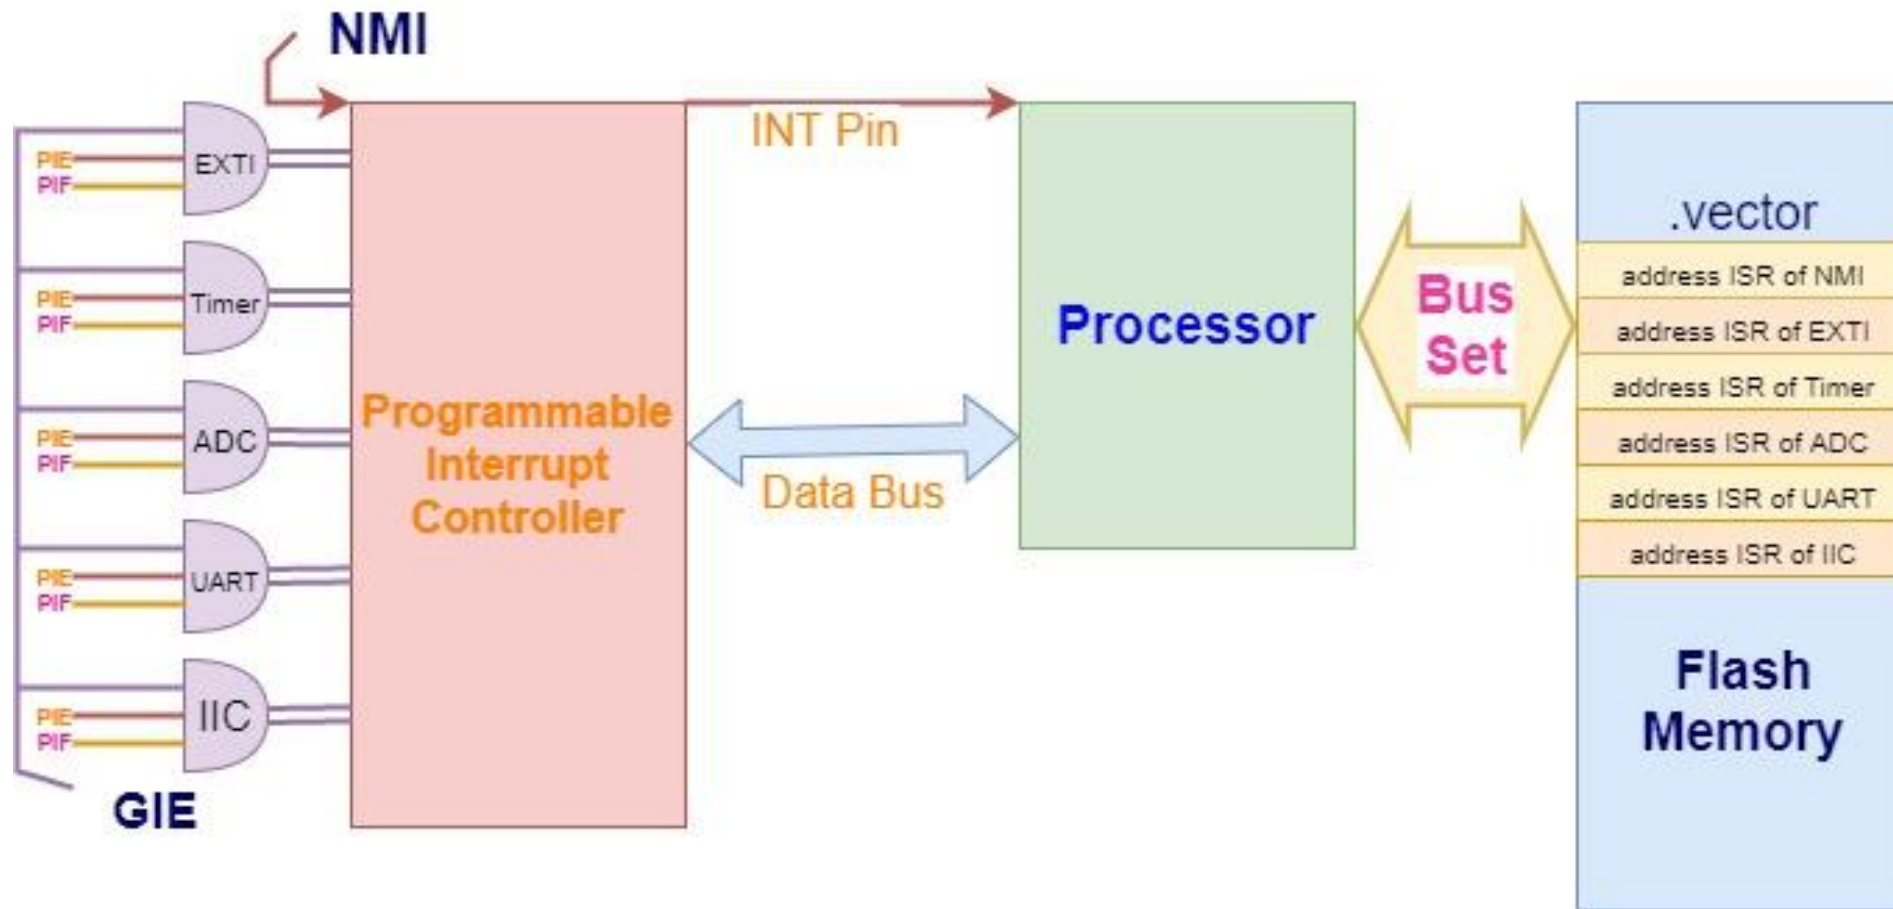 NMI
EXTI
PIE
PIF
Timer
PIE
PIF
ADC
PIE
PIF
UART
PIE
PIF
IIC
PIE
PIF
GIE
Programmable
Interrupt
Controller
INT Pin
Data Bus
Processor
Bus
Set
.vector
address ISR of NMI
address ISR of EXTI
address ISR of Timer
address ISR of ADC
address ISR of UART
address ISR of IIC
Flash
Memory